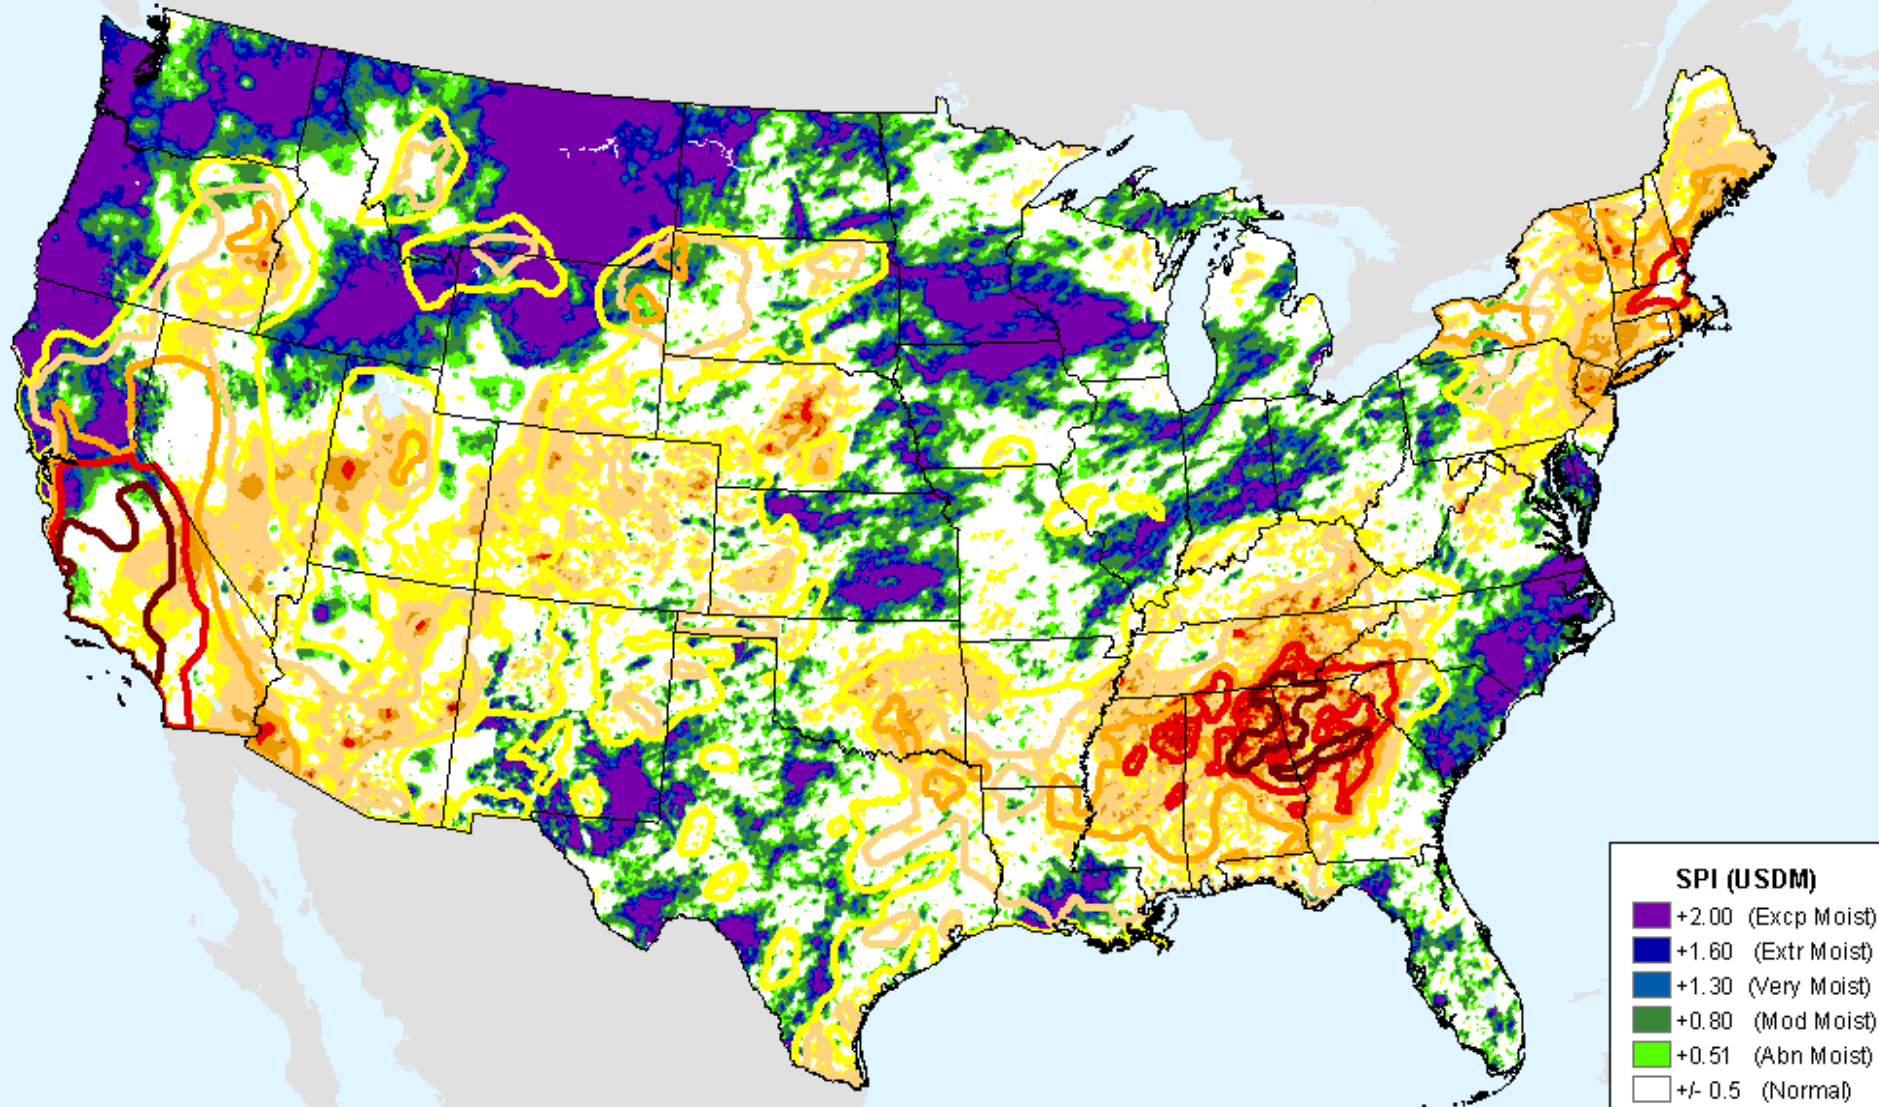 SPI (USDM)
+2.00 (Excp Moist)
+1.60 (Extr Moist)
+1.30 (Very Moist)
+0.80 (Mod Moist)
+0.51 (Abn Moist)
+/- 0.5 (Normal)